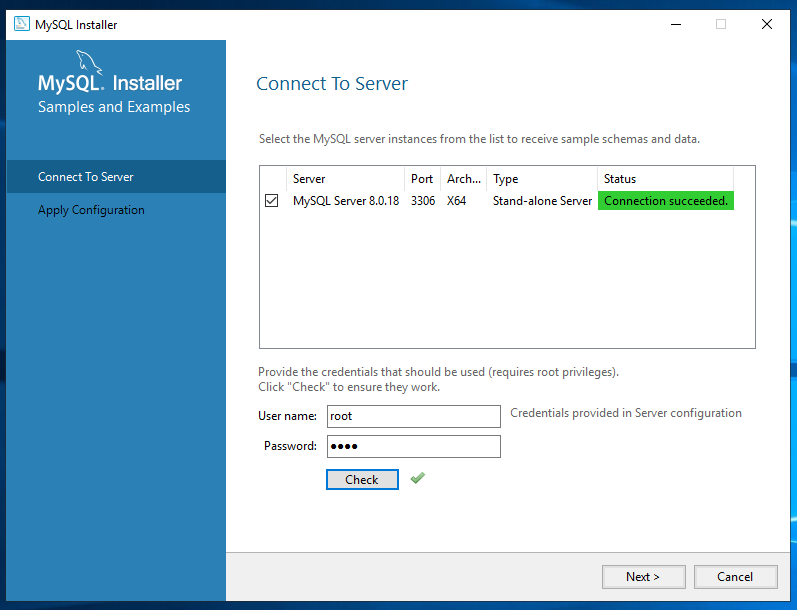 MySQL Installer
MySQL. Installer
Samples and Examples
Connect To Server
Apply Configuration
Connect To Server
Select the MySQL server instances from the list to receive sample schemas and data.
Server Port Arch... Type Status
MySQL Server 8.0.18 3306 X64 Stand-alone Server Connection succeeded.
Provide the credentials that should be used (requires root privileges).
Click "Check" to ensure they work.
User name: root Credentials provided in Server configuration
Password: ●●●●
Check
Next > Cancel